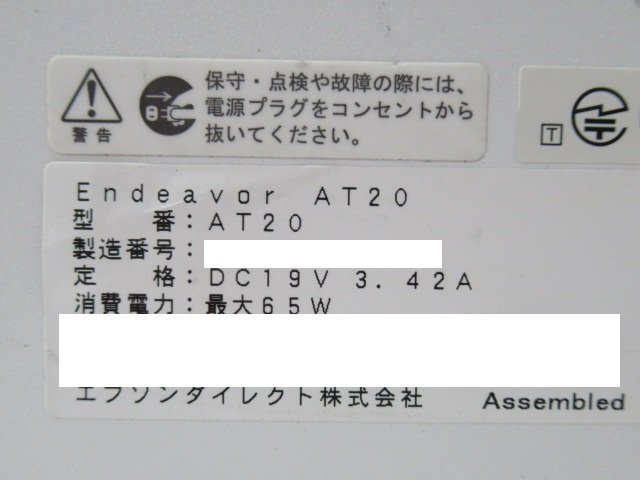 保守・点検や故障の際には、
電源プラグをコンセントから
抜いてください。
警告
T
Endeavor AT20
型　　番：AT20
製造番号：
定　　格：DC19V 3.42A
消費電力：最大65W
エプソンダイレクト株式会社 Assembled